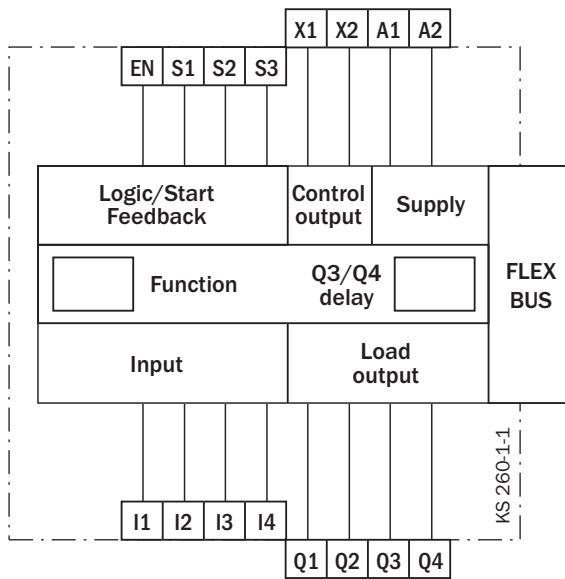 X1 X2 A1 A2
EN S1 S2 S3
Logic/Start
Feedback
Control
output
Supply
FLEX
BUS
Function
Q3/Q4
delay
Input
Load
output
KS 260-1-1
I1 I2 I3 I4
Q1 Q2 Q3 Q4